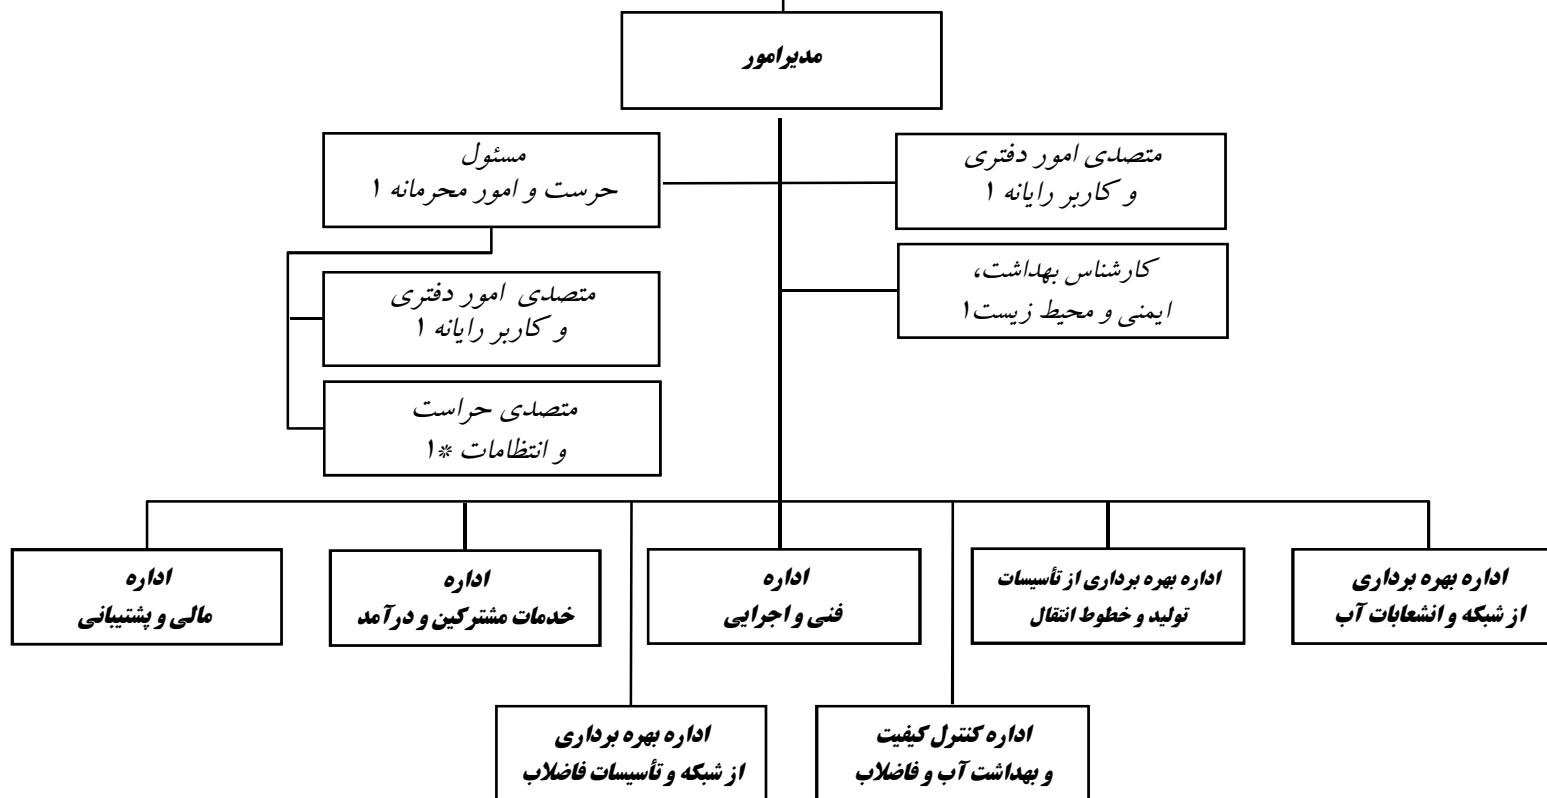 مدیرامور
متصدی امور دفتری
و کاربر رایانه ۱
مسئول
حرست و امور محرمانه ۱
کارشناس بهداشت،
ایمنی و محیط زیست۱
متصدی امور دفتری
و کاربر رایانه ۱
متصدی حراست
و انتظامات *۱
اداره بهره برداری
از شبکه و انشعابات آب
اداره بهره برداری از تأسیسات
تولید و خطوط انتقال
اداره
فنی و اجرایی
اداره
خدمات مشترکین و درآمد
اداره
مالی و پشتیبانی
اداره کنترل کیفیت
و بهداشت آب و فاضلاب
اداره بهره برداری
از شبکه و تأسیسات فاضلاب